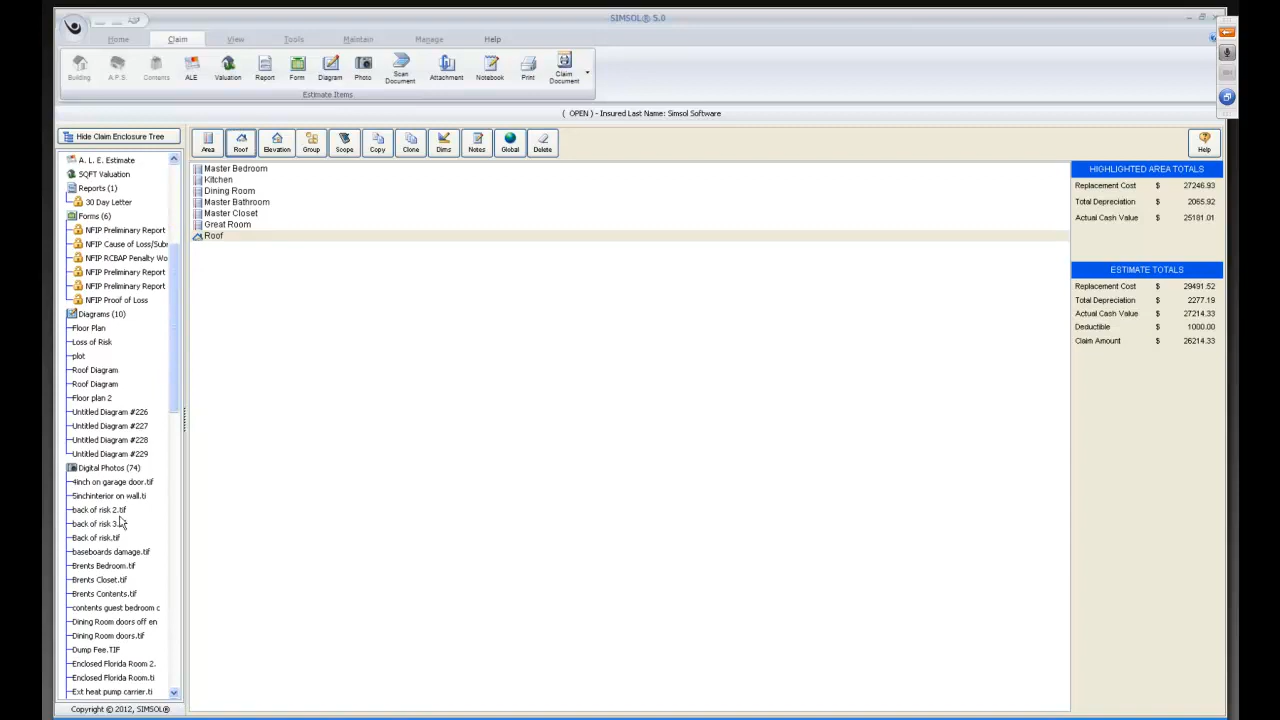 SIMSOL® 5.0
Home Claim View Tools Maintain Manage Help
Building A.P.S. Contents ALE Valuation Report Form Diagram Photo Scan Document Attachment Notebook Print Claim Document
Estimate Items
( OPEN ) - Insured Last Name: Simsol Software
Hide Claim Enclosure Tree
Area Roof Elevation Group Scope Copy Clone Dims Notes Global Delete Help
A. L. E. Estimate
SQFT Valuation
Reports (1)
30 Day Letter
Forms (6)
NFIP Preliminary Report
NFIP Cause of Loss/Sub
NFIP RCBAP Penalty Wo
NFIP Preliminary Report
NFIP Preliminary Report
NFIP Proof of Loss
Diagrams (10)
Floor Plan
Loss of Risk
plot
Roof Diagram
Roof Diagram
Floor plan 2
Untitled Diagram #226
Untitled Diagram #227
Untitled Diagram #228
Untitled Diagram #229
Digital Photos (74)
4inch on garage door.tif
5inchinterior on wall.ti
back of risk 2.tif
back of risk 3.
Back of risk.tif
baseboards damage.tif
Brents Bedroom.tif
Brents Closet.tif
Brents Contents.tif
contents guest bedroom c
Dining Room doors off en
Dining Room doors.tif
Dump Fee.TIF
Enclosed Florida Room 2.
Enclosed Florida Room.ti
Ext heat pump carrier.ti
Copyright © 2012, SIMSOL®
Master Bedroom
Kitchen
Dining Room
Master Bathroom
Master Closet
Great Room
Roof
HIGHLIGHTED AREA TOTALS
Replacement Cost $ 27246.93
Total Depreciation $ 2065.92
Actual Cash Value $ 25181.01
ESTIMATE TOTALS
Replacement Cost $ 29491.52
Total Depreciation $ 2277.19
Actual Cash Value $ 27214.33
Deductible $ 1000.00
Claim Amount $ 26214.33